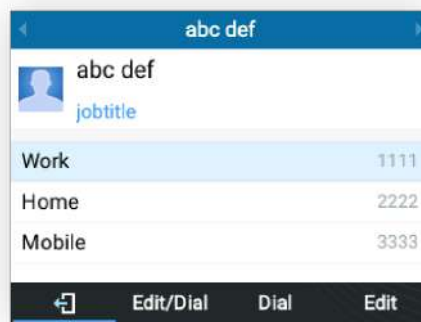 abc def
abc def
jobtitle
Work 1111
Home 2222
Mobile 3333
Edit/Dial Dial Edit